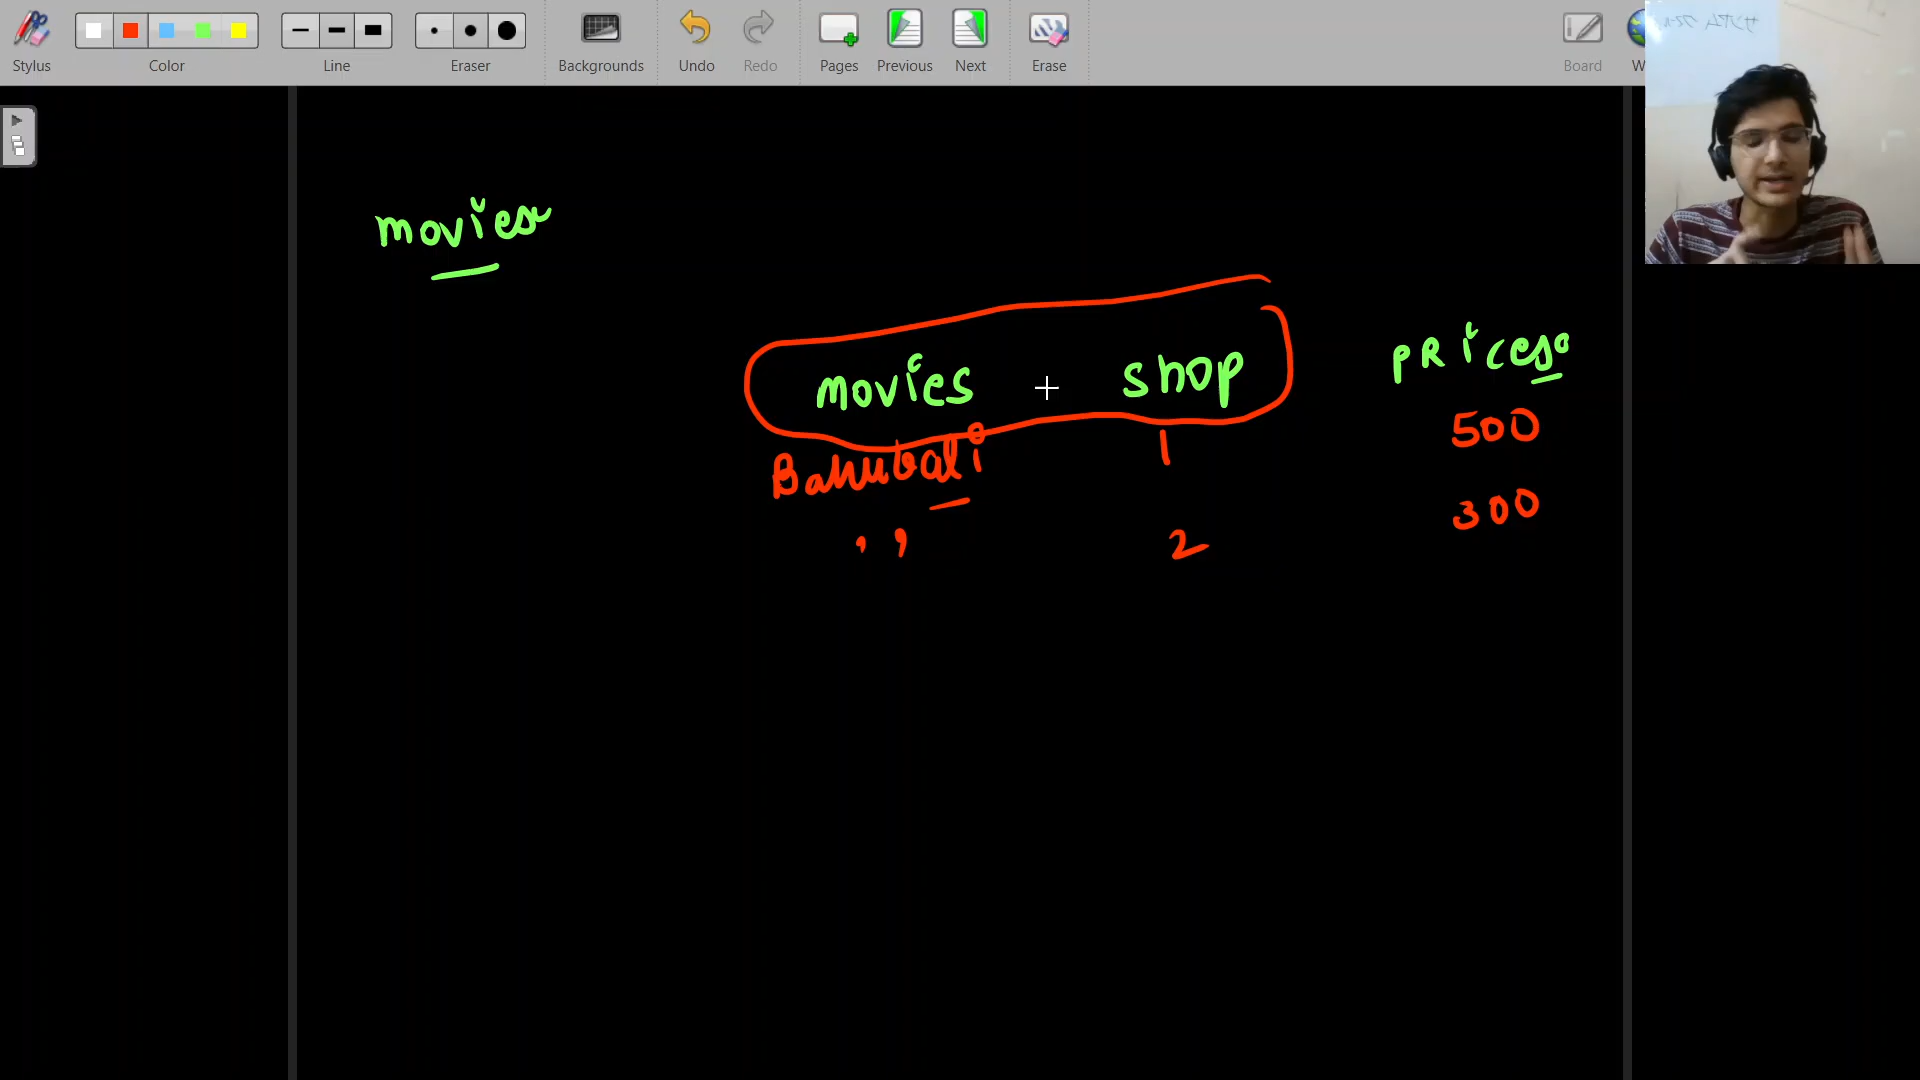 Stylus Color Line Eraser Backgrounds Undo Redo Pages Previous Next Erase Board
movies
movies + shop prices
Bahubali 1 500
,, 2 300